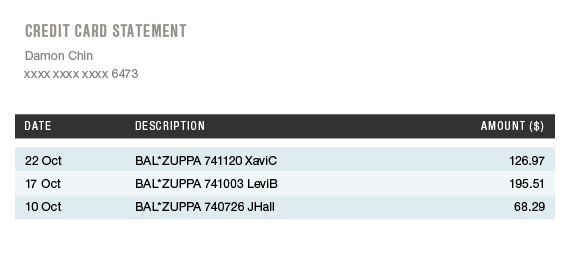 CREDIT CARD STATEMENT
Damon Chin
xxxx xxxx xxxx 6473
DATE DESCRIPTION AMOUNT ($)
22 Oct BAL*ZUPPA 741120 XaviC 126.97
17 Oct BAL*ZUPPA 741003 LeviB 195.51
10 Oct BAL*ZUPPA 740726 JHall 68.29